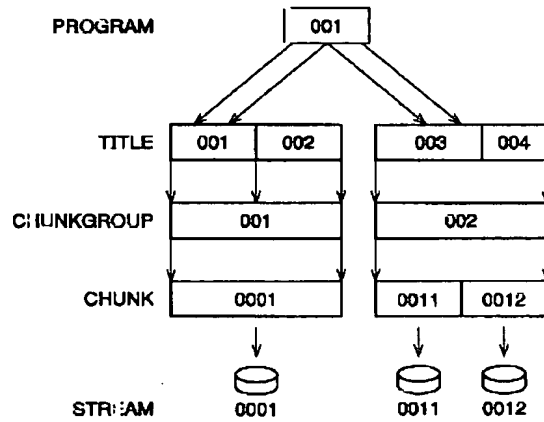 PROGRAM 001
TITLE 001 002 003 004
CHUNKGROUP 001 002
CHUNK 0001 0011 0012
STREAM 0001 0011 0012